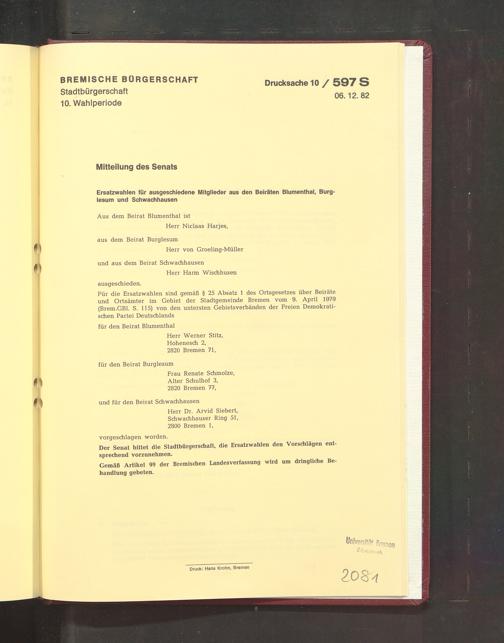 BREMISCHE BÜRGERSCHAFT
Stadtbürgerschaft
10. Wahlperiode
Drucksache 10 / 597 S
06. 12. 82
Mitteilung des Senats
Ersatzwahlen für ausgeschiedene Mitglieder aus den Beiräten Blumenthal, Burg-
lesum und Schwachhausen
Aus dem Beirat Blumenthal ist
Herr Niclaas Harjes,
aus dem Beirat Burglesum
Herr von Groeling-Müller
und aus dem Beirat Schwachhausen
Herr Harm Wischhusen
ausgeschieden.
Für die Ersatzwahlen sind gemäß § 25 Absatz 1 des Ortsgesetzes über Beiräte
und Ortsämter im Gebiet der Stadtgemeinde Bremen vom 9. April 1979
(Brem.GBl. S. 115) von den untersten Gebietsverbänden der Freien Demokrati-
schen Partei Deutschlands
für den Beirat Blumenthal
Herr Werner Stitz,
Hohenesch 2,
2820 Bremen 71,
für den Beirat Burglesum
Frau Renate Schmolze,
Alter Schulhof 3,
2820 Bremen 77,
und für den Beirat Schwachhausen
Herr Dr. Arvid Siebert,
Schwachhauser Ring 51,
2800 Bremen 1,
vorgeschlagen worden.
Der Senat bittet die Stadtbürgerschaft, die Ersatzwahlen den Vorschlägen ent-
sprechend vorzunehmen.
Gemäß Artikel 99 der Bremischen Landesverfassung wird um dringliche Be-
handlung gebeten.
Universität Bremen
Druck: Hans Krohn, Bremen
2081